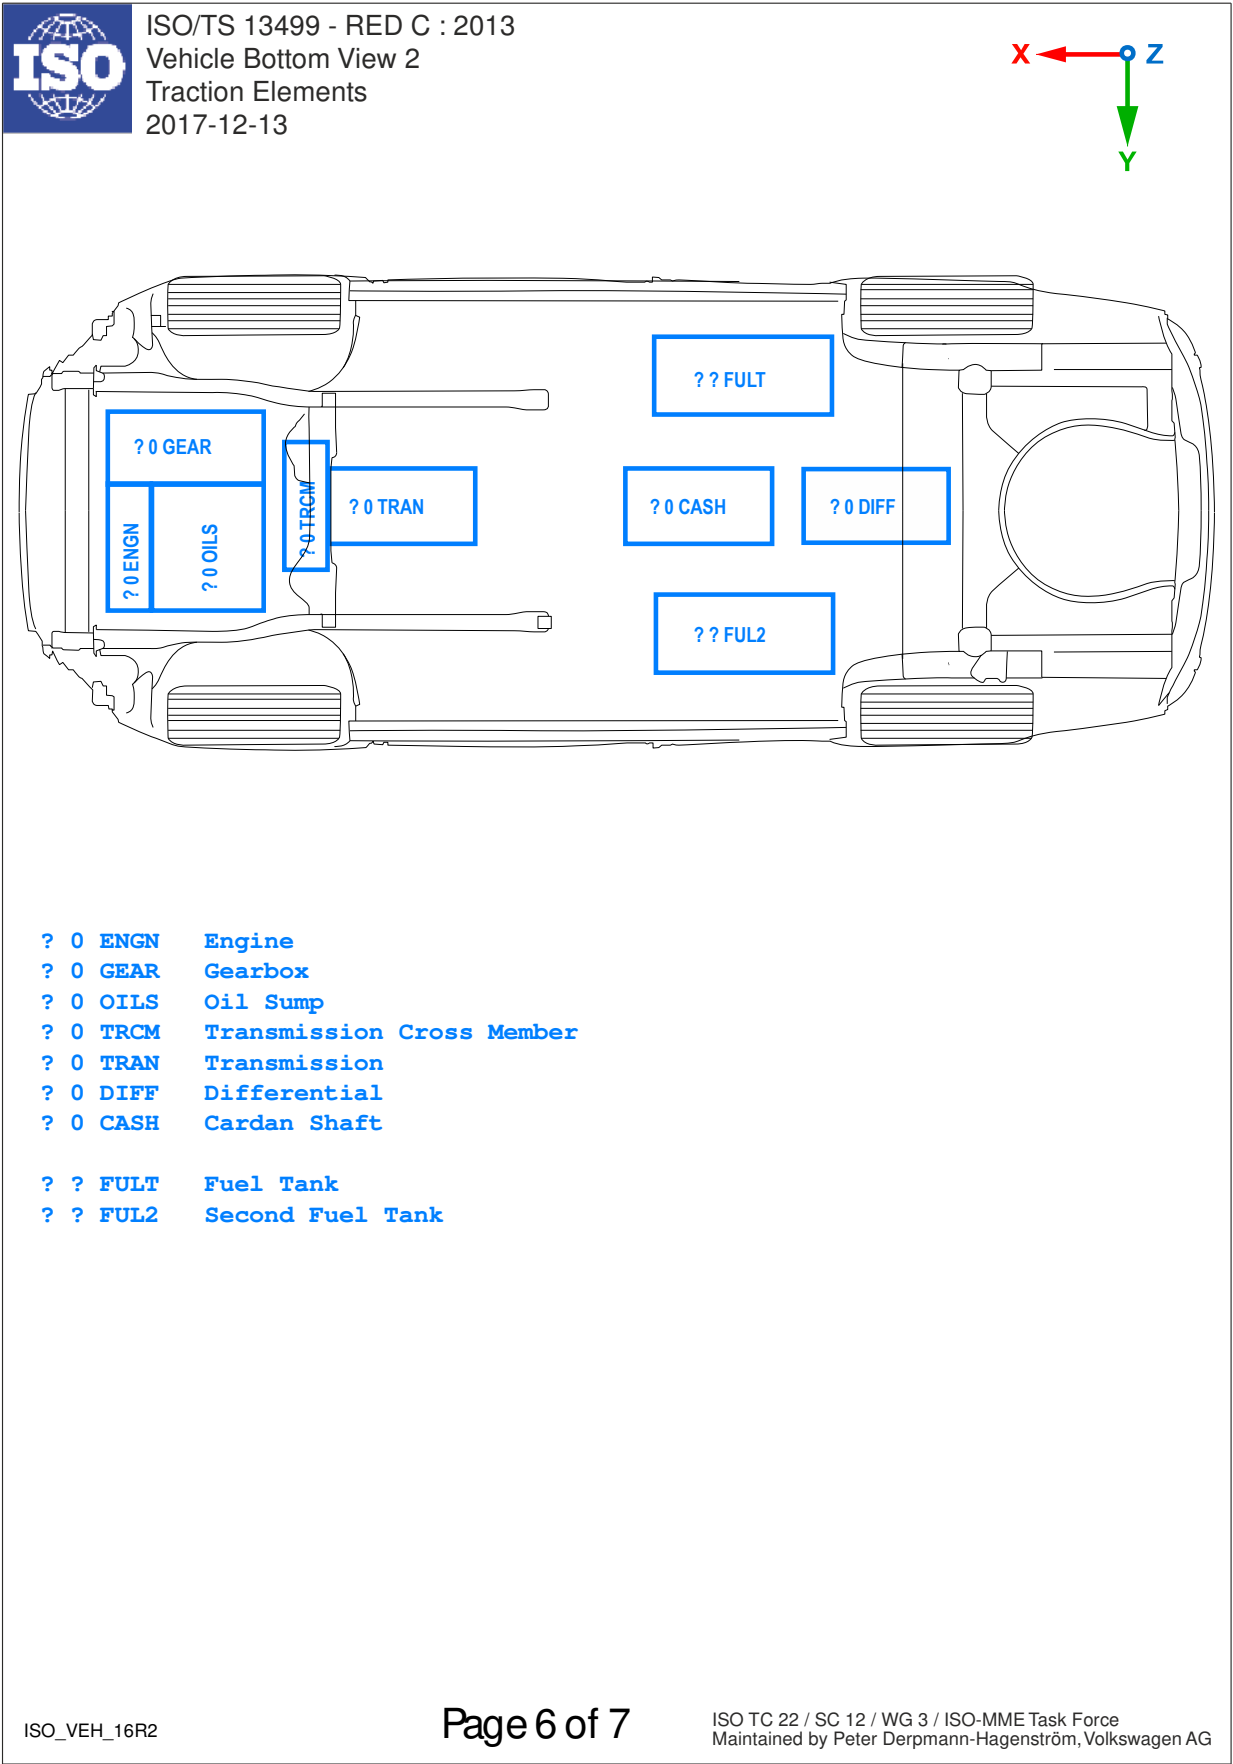 ISO
ISO/TS 13499 - RED C : 2013
Vehicle Bottom View 2
Traction Elements
2017-12-13
X
Z
Y
? ? FULT
? 0 GEAR
? 0 ENGN
? 0 OILS
? 0 TRCM
? 0 TRAN
? 0 CASH
? 0 DIFF
? ? FUL2
? 0 ENGN Engine
? 0 GEAR Gearbox
? 0 OILS Oil Sump
? 0 TRCM Transmission Cross Member
? 0 TRAN Transmission
? 0 DIFF Differential
? 0 CASH Cardan Shaft
? ? FULT Fuel Tank
? ? FUL2 Second Fuel Tank
ISO_VEH_16R2
Page 6 of 7
ISO TC 22 / SC 12 / WG 3 / ISO-MME Task Force
Maintained by Peter Derpmann-Hagenström, Volkswagen AG